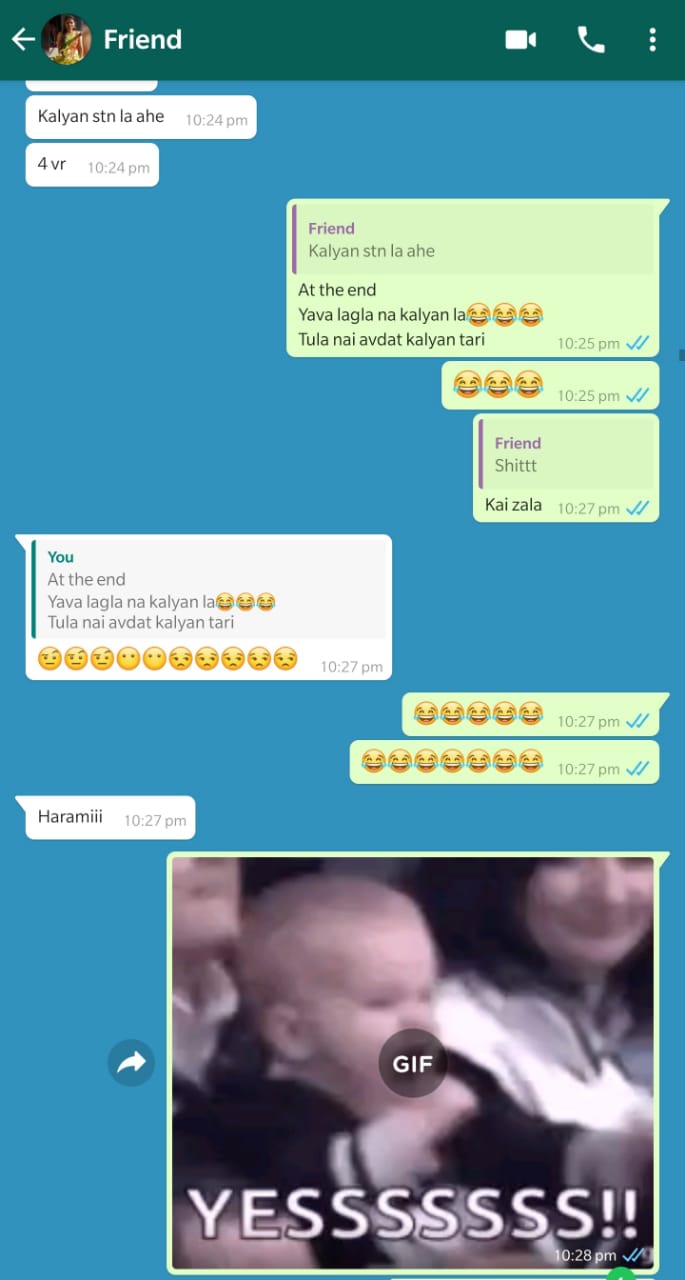 Friend
Kalyan stn la ahe 10:24 pm
4 vr 10:24 pm
Friend
Kalyan stn la ahe
At the end
Yava lagla na kalyan la😂😂😂
Tula nai avdat kalyan tari 10:25 pm
😂😂😂 10:25 pm
Friend
Shittt
Kai zala 10:27 pm
You
At the end
Yava lagla na kalyan la😂😂😂
Tula nai avdat kalyan tari
🤨🤨🤨😶😶😒😒😒😒😒 10:27 pm
😂😂😂😂😂 10:27 pm
😂😂😂😂😂😂😂 10:27 pm
Haramiii 10:27 pm
GIF
YESSSSSSS!!
10:28 pm